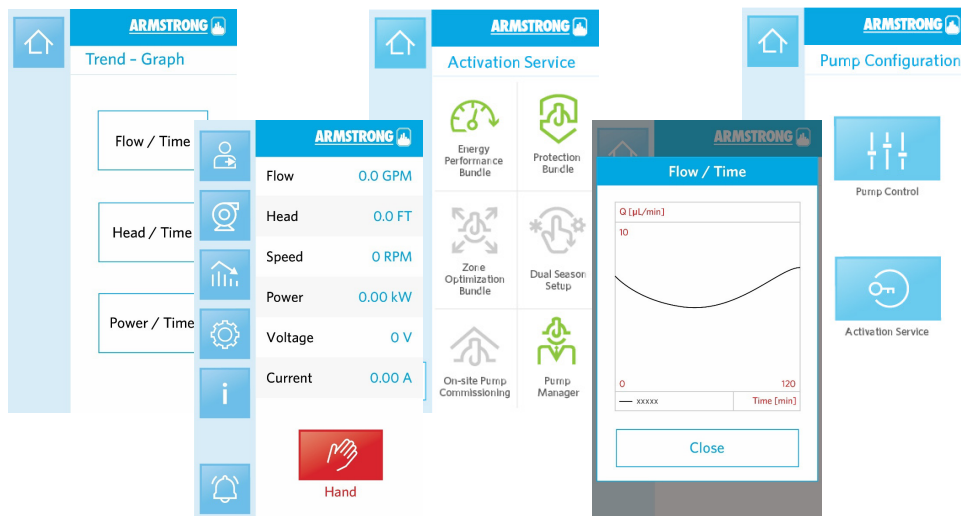 ARMSTRONG
Trend - Graph
Flow / Time
Head / Time
Power / Time
ARMSTRONG
Flow 0.0 GPM
Head 0.0 FT
Speed 0 RPM
Power 0.00 kW
Voltage 0 V
Current 0.00 A
i
Hand
ARMSTRONG
Activation Service
Energy
Performance
Bundle
Protection
Bundle
Zone
Optimization
Bundle
Dual Season
Setup
On-site Pump
Commissioning
Pump
Manager
ARMSTRONG
Flow / Time
Q [µL/min]
10
0 120
xxxxx Time [min]
Close
ARMSTRONG
Pump Configuration
Pump Control
Activation Service